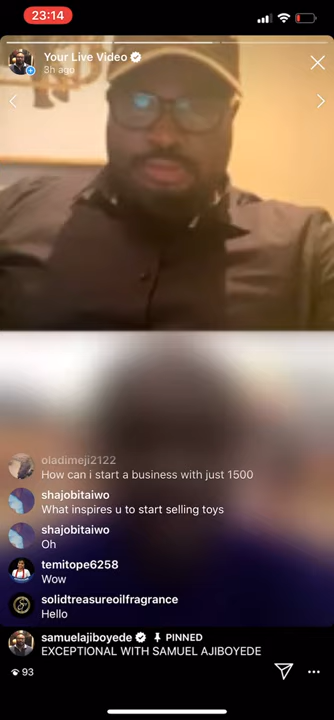 23:14
Your Live Video
3h ago
oladimeji2122
How can i start a business with just 1500
shajobitaiwo
What inspires u to start selling toys
shajobitaiwo
Oh
temitope6258
Wow
solidtreasureoilfragrance
Hello
samuelajiboyede PINNED
EXCEPTIONAL WITH SAMUEL AJIBOYEDE
93